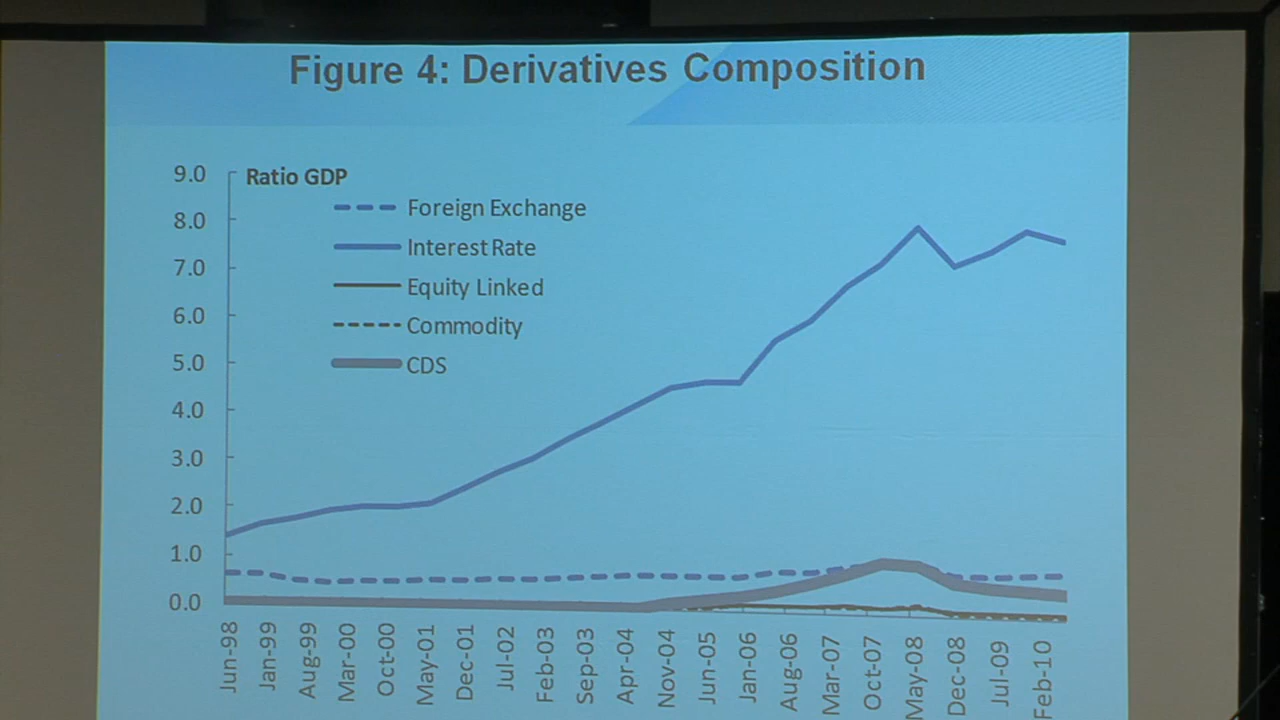 Figure 4: Derivatives Composition
9.0
Ratio GDP
8.0
7.0
6.0
5.0
4.0
3.0
2.0
1.0
0.0
Foreign Exchange
Interest Rate
Equity Linked
Commodity
CDS
Jun-98
Jan-99
Aug-99
Mar-00
Oct-00
May-01
Dec-01
Jul-02
Feb-03
Sep-03
Apr-04
Nov-04
Jun-05
Jan-06
Aug-06
Mar-07
Oct-07
May-08
Dec-08
Jul-09
Feb-10